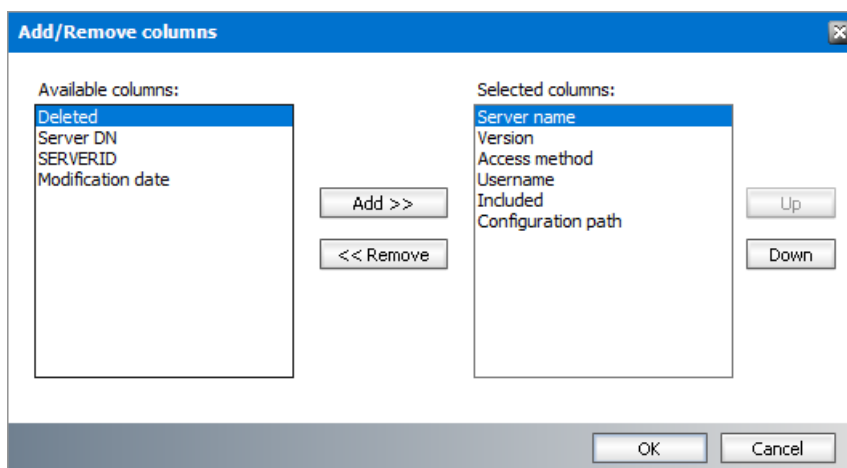 Add/Remove columns
Available columns:
Deleted
Server DN
SERVERID
Modification date
Add >>
<< Remove
Selected columns:
Server name
Version
Access method
Username
Included
Configuration path
Up
Down
OK
Cancel